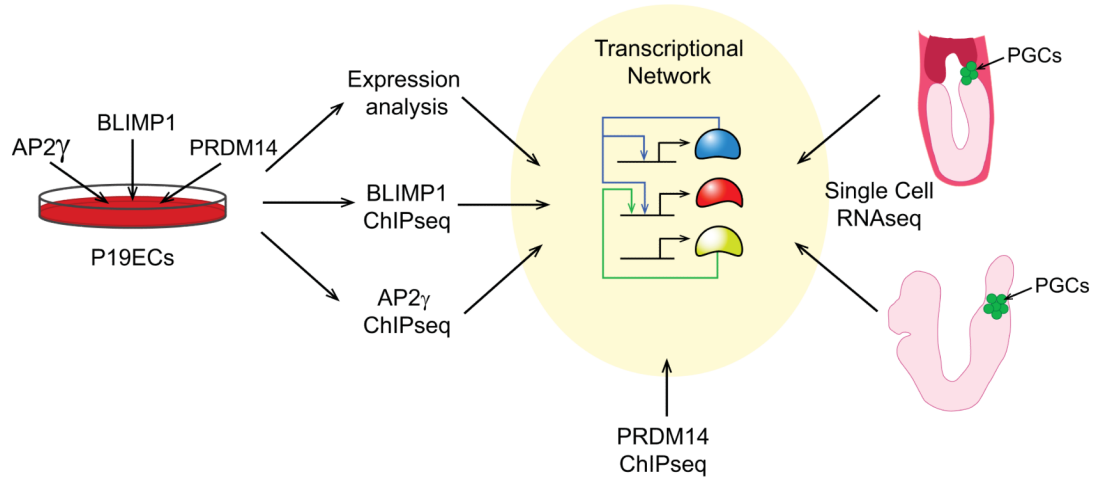 AP2γ
BLIMP1
PRDM14
P19ECs
Expression
analysis
BLIMP1
ChIPseq
AP2γ
ChIPseq
Transcriptional
Network
PRDM14
ChIPseq
Single Cell
RNAseq
PGCs
PGCs